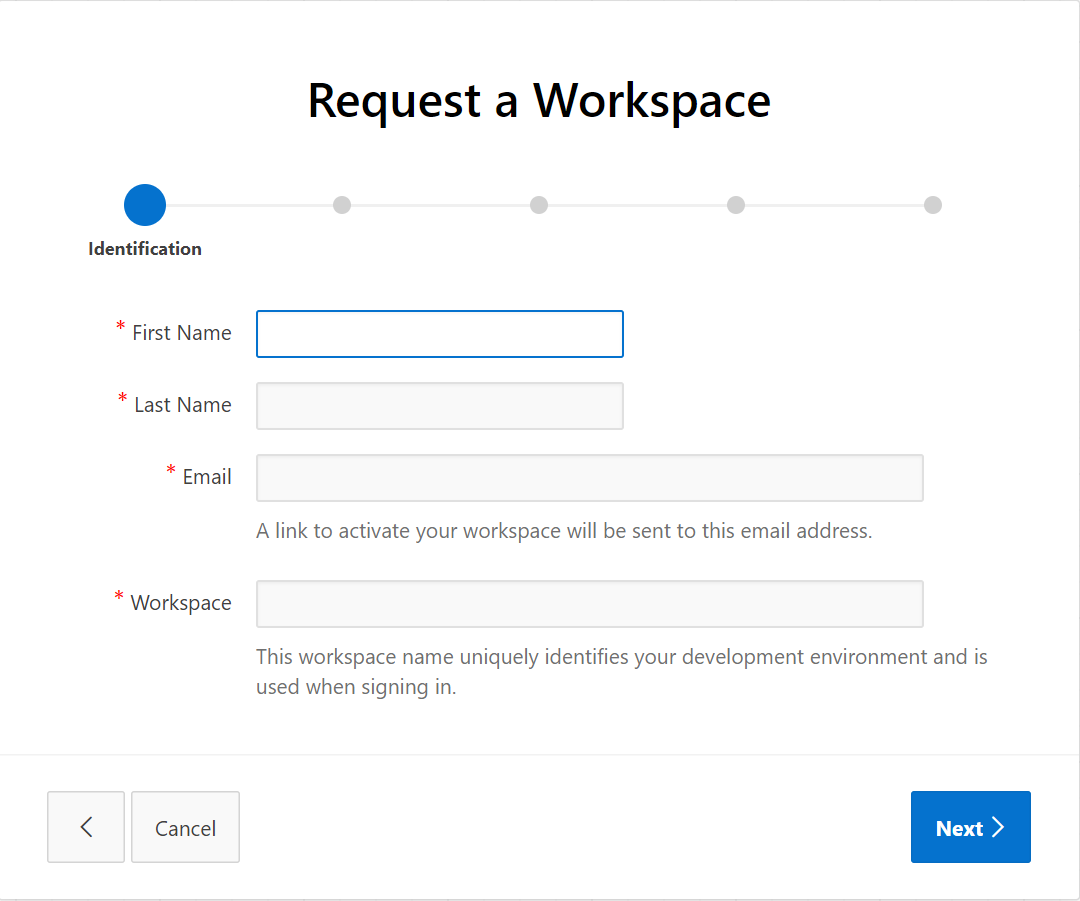 Request a Workspace
Identification
* First Name
* Last Name
* Email
A link to activate your workspace will be sent to this email address.
* Workspace
This workspace name uniquely identifies your development environment and is
used when signing in.
Cancel
Next